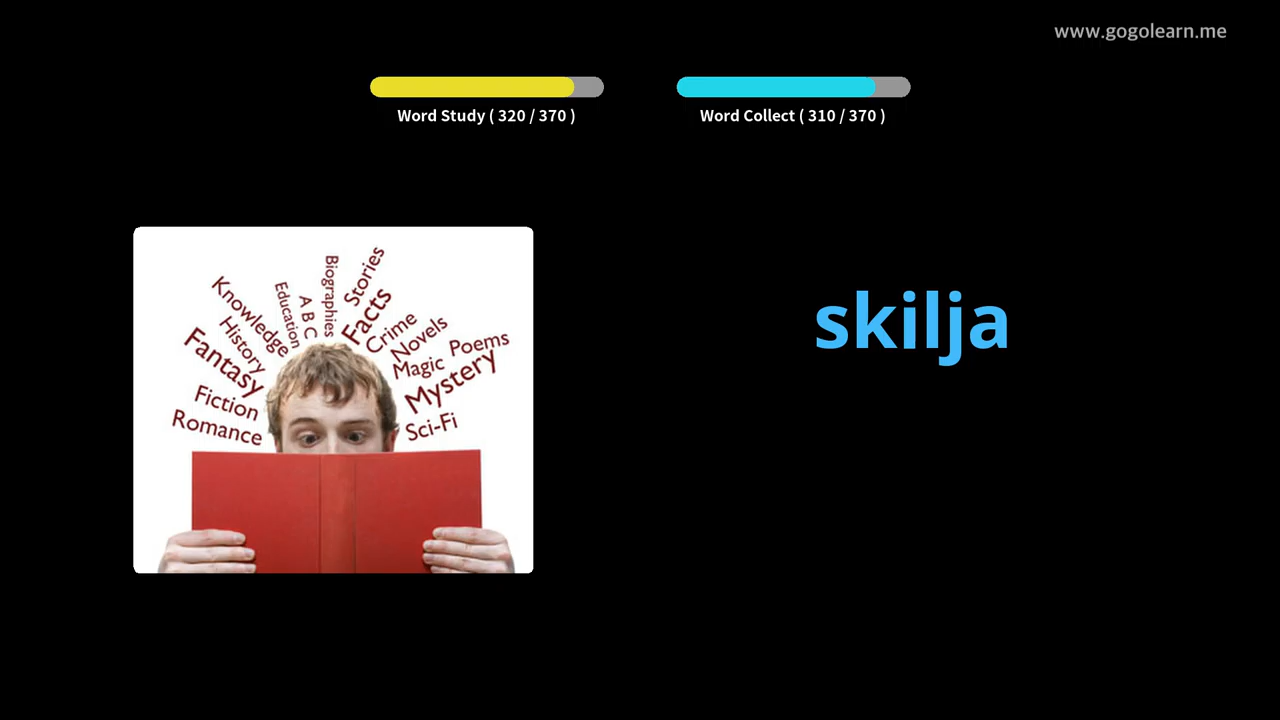 www.gogolearn.me
Word Study ( 320 / 370 )
Word Collect ( 310 / 370 )
skilja
Biographies
Stories
Education
A B C
Facts
Knowledge
Crime
History
Novels
Fantasy
Magic
Poems
Mystery
Fiction
Romance
Sci-Fi